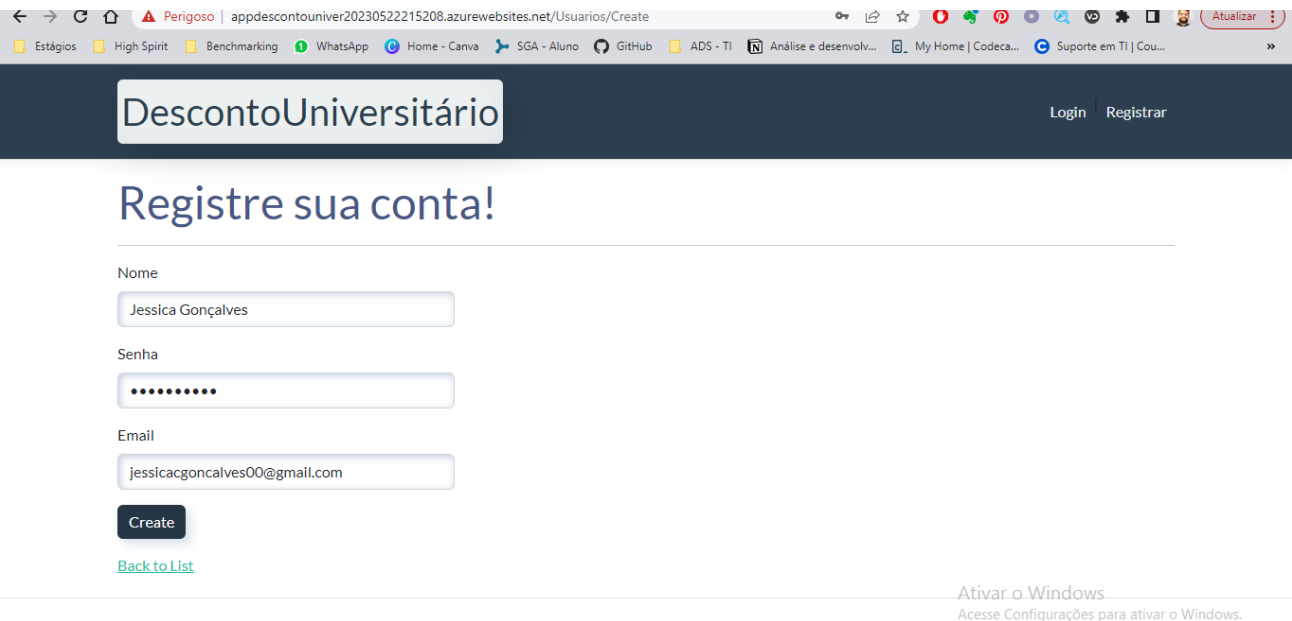 Perigoso | appdescontouniver20230522215208.azurewebsites.net/Usuarios/Create Atualizar
Estágios High Spirit Benchmarking WhatsApp Home - Canva SGA - Aluno GitHub ADS - TI Análise e desenvolv... My Home | Codeca... Suporte em TI | Cou... »
DescontoUniversitário Login Registrar
Registre sua conta!
Nome
Jessica Gonçalves
Senha
••••••••••
Email
jessicacgoncalves00@gmail.com
Create
Back to List
Ativar o Windows
Acesse Configurações para ativar o Windows.